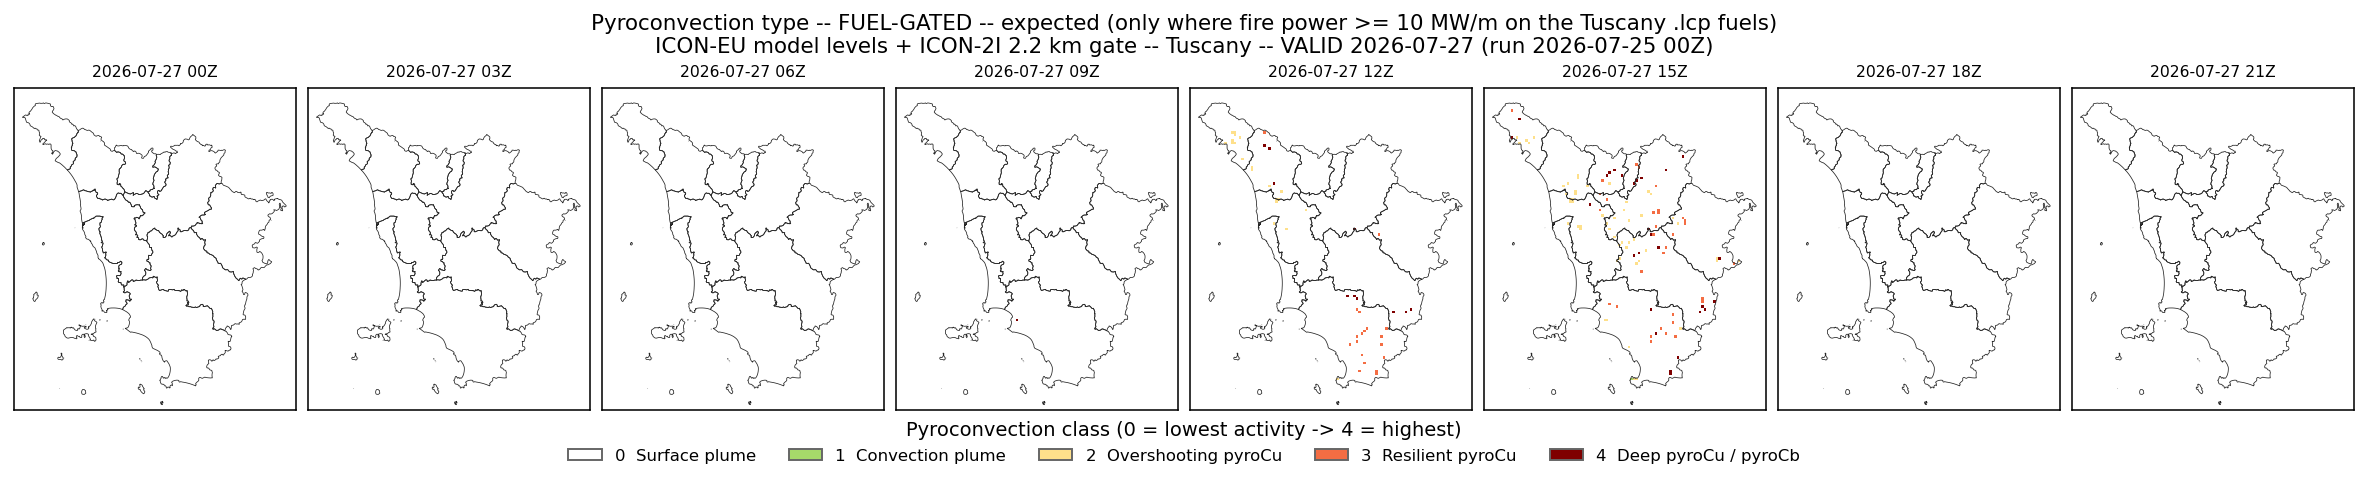 Pyroconvection type -- FUEL-GATED -- expected (only where fire power >= 10 MW/m on the Tuscany .lcp fuels)
ICON-EU model levels + ICON-2I 2.2 km gate -- Tuscany -- VALID 2026-07-27 (run 2026-07-25 00Z)
2026-07-27 00Z
2026-07-27 03Z
2026-07-27 06Z
2026-07-27 09Z
2026-07-27 12Z
2026-07-27 15Z
2026-07-27 18Z
2026-07-27 21Z
Pyroconvection class (0 = lowest activity -> 4 = highest)
0 Surface plume
1 Convection plume
2 Overshooting pyroCu
3 Resilient pyroCu
4 Deep pyroCu / pyroCb